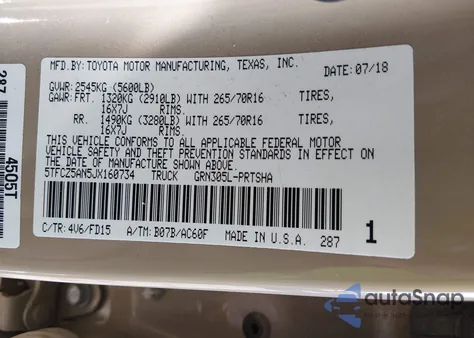 MFD.BY: TOYOTA MOTOR MANUFACTURING, TEXAS, INC.
DATE: 07/18
GVWR: 2545KG (5600LB)
GAWR: FRT. 1320KG (2910LB) WITH 265/70R16 TIRES,
16X7J RIMS.
RR. 1490KG (3280LB) WITH 265/70R16 TIRES,
16X7J RIMS.
THIS VEHICLE CONFORMS TO ALL APPLICABLE FEDERAL MOTOR
VEHICLE SAFETY AND THEFT PREVENTION STANDARDS IN EFFECT
ON THE DATE OF MANUFACTURE SHOWN ABOVE.
5TFCZ5AN5JX160734 TRUCK GRN305L-PRTSHA
C/TR: 4V6/FD15 A/TM: B07B/AC60F MADE IN U.S.A. 287 1
287
4505T
autoSnap